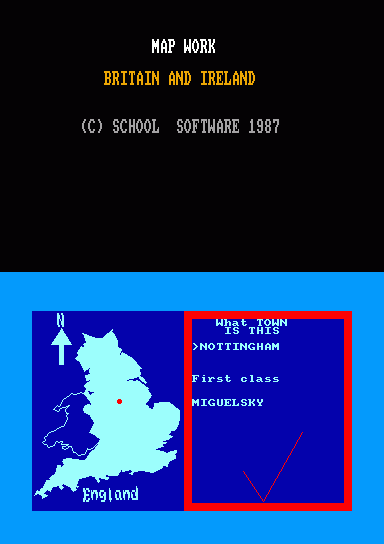 MAP WORK
BRITAIN AND IRELAND
(C) SCHOOL  SOFTWARE 1987
N
What TOWN
IS THIS
>NOTTINGHAM
First class
MIGUELSKY
England